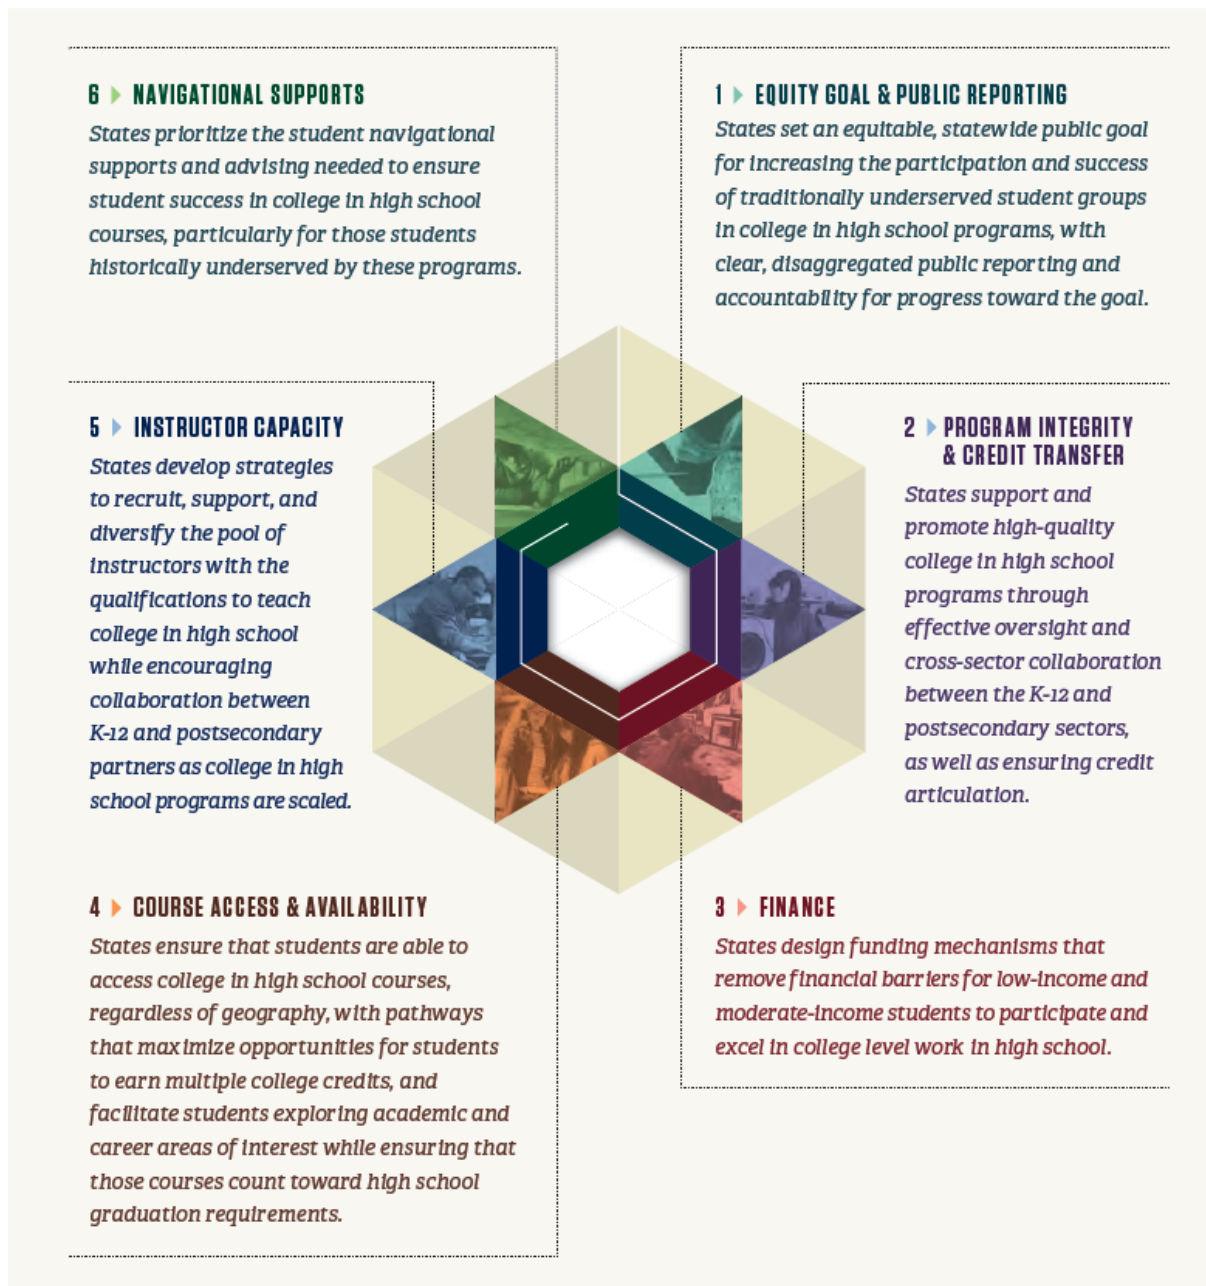 6 NAVIGATIONAL SUPPORTS
States prioritize the student navigational
supports and advising needed to ensure
student success in college in high school
courses, particularly for those students
historically underserved by these programs.
1 EQUITY GOAL & PUBLIC REPORTING
States set an equitable, statewide public goal
for increasing the participation and success
of traditionally underserved student groups
in college in high school programs, with
clear, disaggregated public reporting and
accountability for progress toward the goal.
5 INSTRUCTOR CAPACITY
States develop strategies
to recruit, support, and
diversify the pool of
instructors with the
qualifications to teach
college in high school
while encouraging
collaboration between
K-12 and postsecondary
partners as college in high
school programs are scaled.
2 PROGRAM INTEGRITY
& CREDIT TRANSFER
States support and
promote high-quality
college in high school
programs through
effective oversight and
cross-sector collaboration
between the K-12 and
postsecondary sectors,
as well as ensuring credit
articulation.
4 COURSE ACCESS & AVAILABILITY
States ensure that students are able to
access college in high school courses,
regardless of geography, with pathways
that maximize opportunities for students
to earn multiple college credits, and
facilitate students exploring academic and
career areas of interest while ensuring that
those courses count toward high school
graduation requirements.
3 FINANCE
States design funding mechanisms that
remove financial barriers for low-income and
moderate-income students to participate and
excel in college level work in high school.